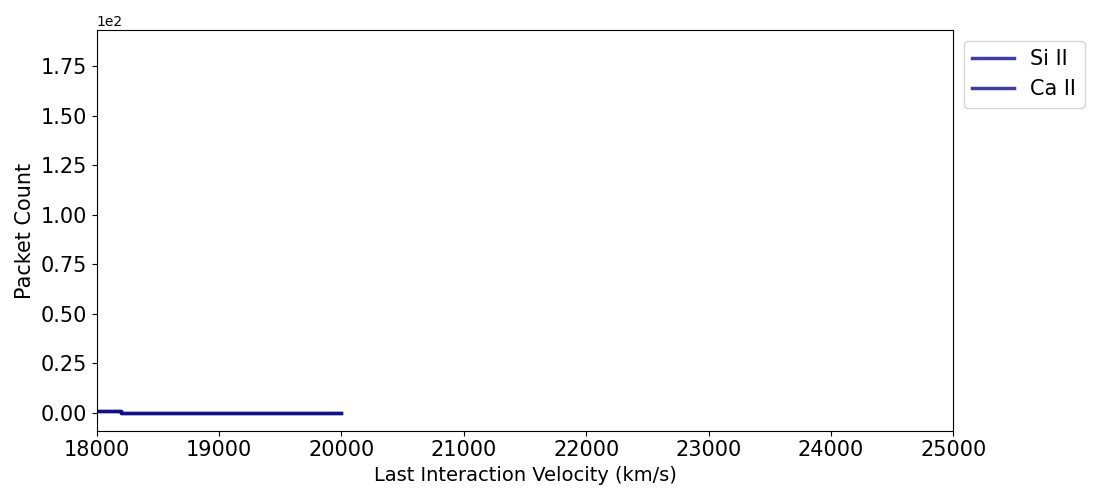 1e2
1.75
1.50
1.25
1.00
0.75
0.50
0.25
0.00
Packet Count
18000 19000 20000 21000 22000 23000 24000 25000
Last Interaction Velocity (km/s)
Si II
Ca II